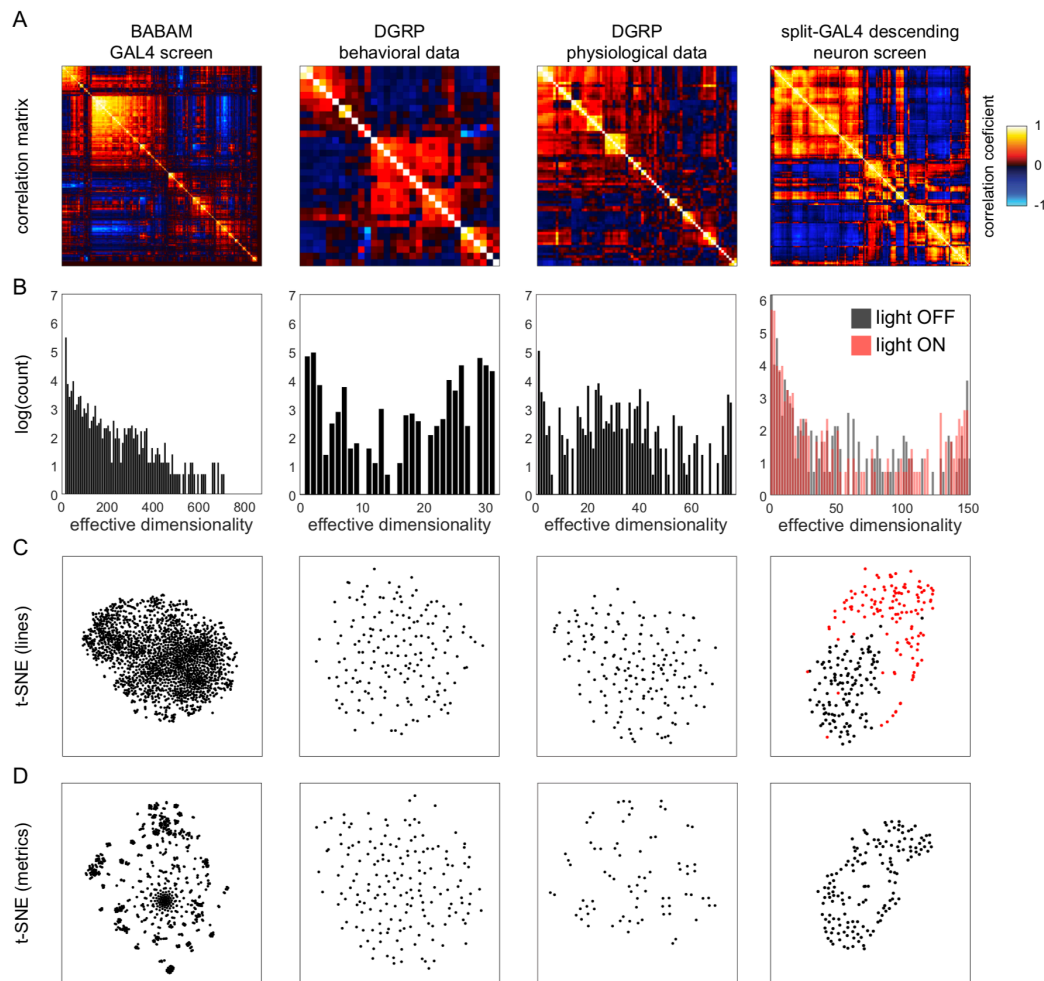 A
BABAM
GAL4 screen
DGRP
behavioral data
DGRP
physiological data
split-GAL4 descending
neuron screen
correlation matrix
correlation coeficient
1
0
-1
B
log(count)
7
6
5
4
3
2
1
0
0 200 400 600 800
effective dimensionality
7
6
5
4
3
2
1
0
0 10 20 30
effective dimensionality
7
6
5
4
3
2
1
0
0 20 40 60
effective dimensionality
6
5
4
3
2
1
0
0 50 100 150
effective dimensionality
light OFF
light ON
C
t-SNE (lines)
D
t-SNE (metrics)